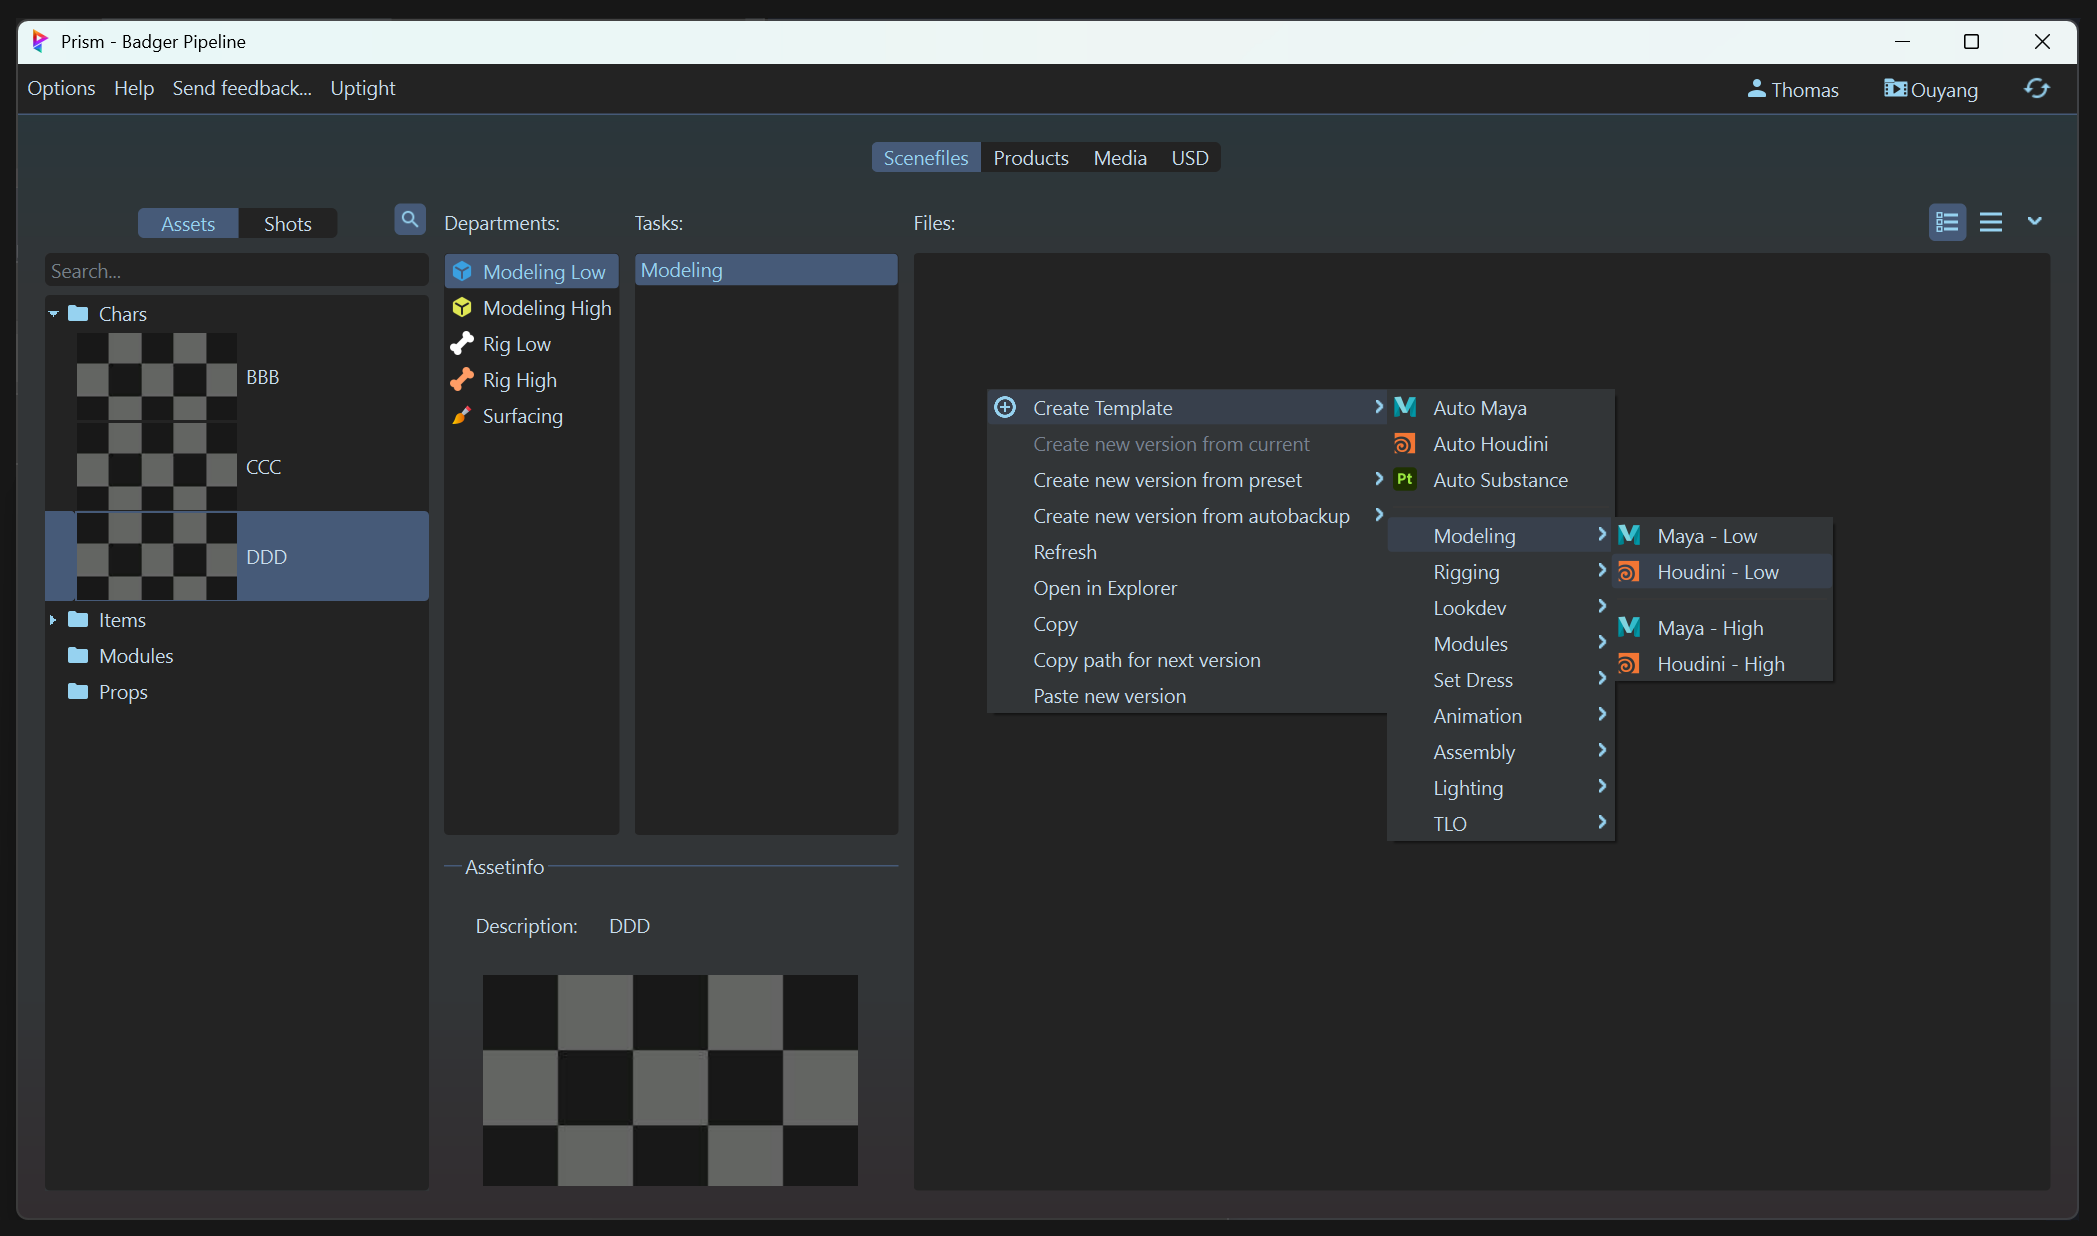 Prism - Badger Pipeline
Options Help Send feedback... Uptight
Thomas Ouyang
Scenefiles Products Media USD
Assets Shots
Search...
Chars
BBB
CCC
DDD
Items
Modules
Props
Departments:
Modeling Low
Modeling High
Rig Low
Rig High
Surfacing
Tasks:
Modeling
Assetinfo
Description: DDD
Files:
Create Template
Create new version from current
Create new version from preset
Create new version from autobackup
Refresh
Open in Explorer
Copy
Copy path for next version
Paste new version
Auto Maya
Auto Houdini
Pt Auto Substance
Modeling
Rigging
Lookdev
Modules
Set Dress
Animation
Assembly
Lighting
TLO
Maya - Low
Houdini - Low
Maya - High
Houdini - High